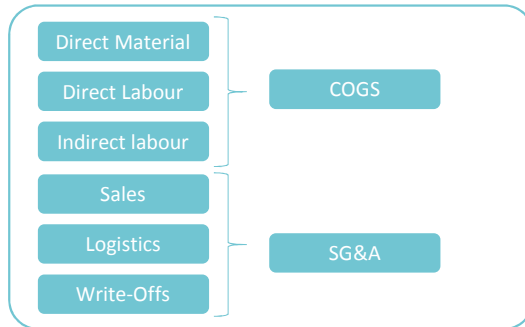 Direct Material
Direct Labour
Indirect labour
COGS
Sales
Logistics
Write-Offs
SG&A